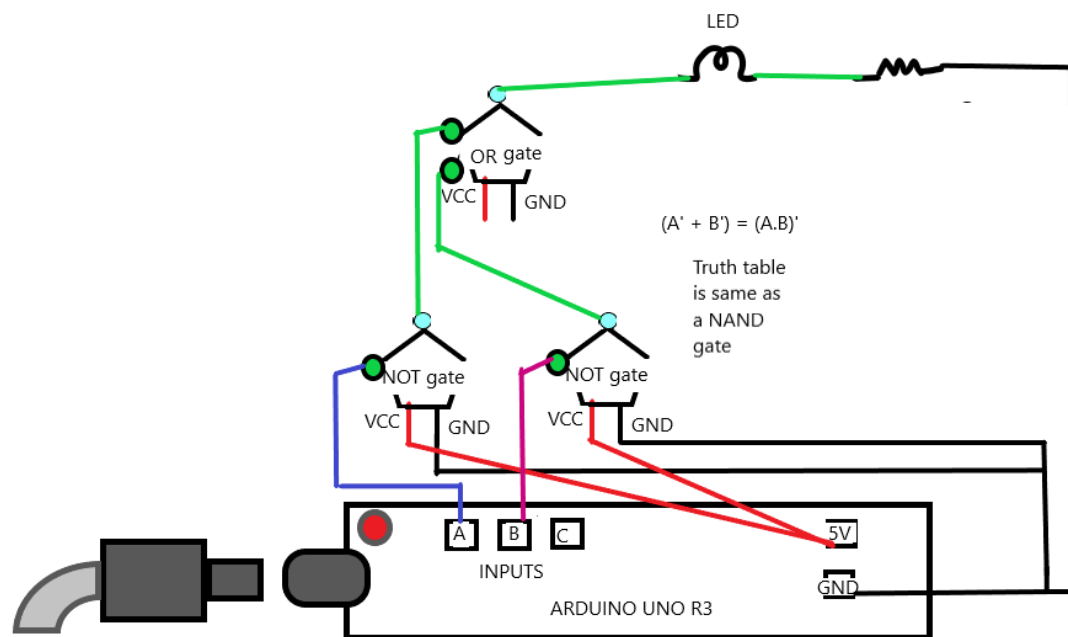 LED
OR gate
VCC
GND
(A' + B') = (A.B)'
Truth table
is same as
a NAND
gate
NOT gate
VCC
GND
NOT gate
VCC
GND
A
B
C
5V
INPUTS
GND
ARDUINO UNO R3